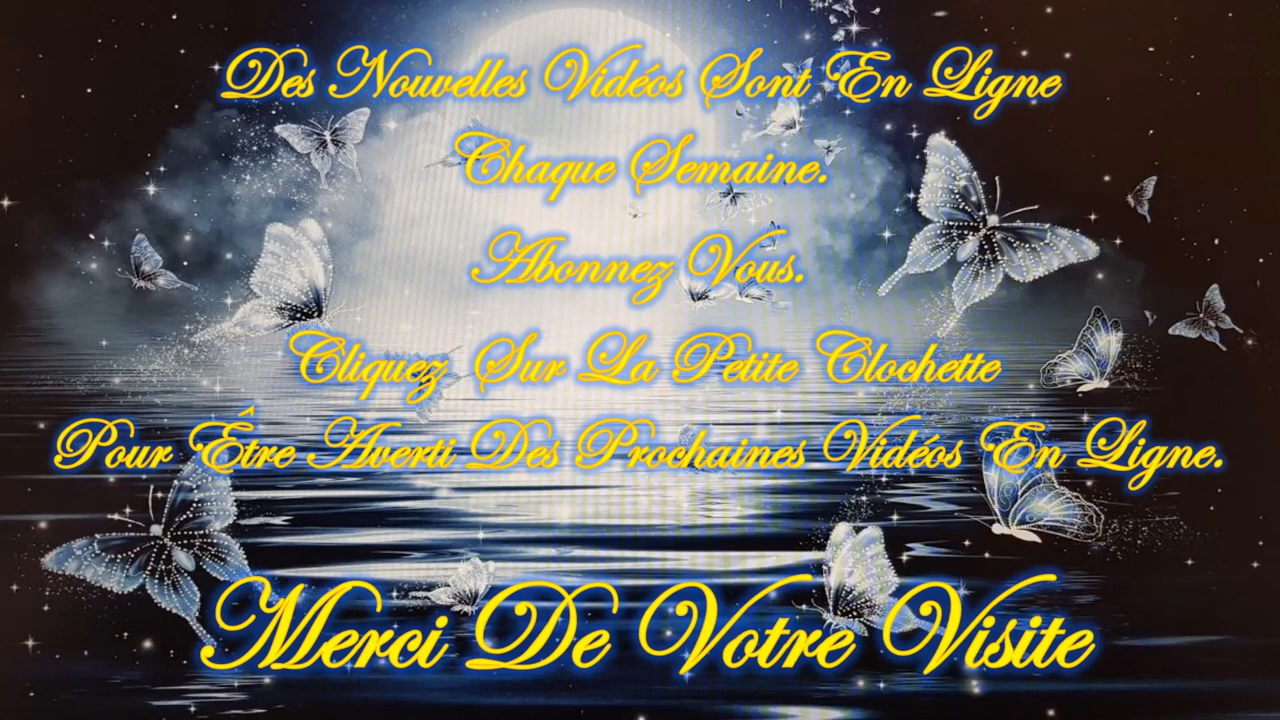 Des Nouvelles Vidéos Sont En Ligne
Chaque Semaine.
Abonnez Vous.
Cliquez Sur La Petite Clochette
Pour Être Averti Des Prochaines Vidéos En Ligne.
Merci De Votre Visite